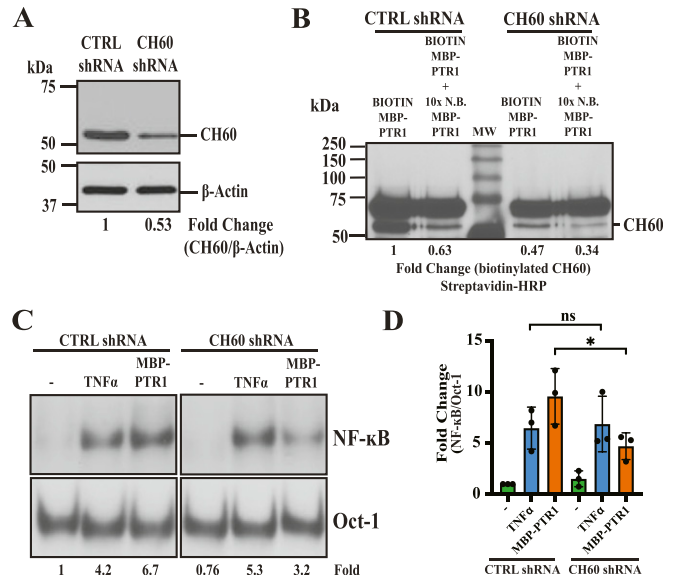 A
CTRL shRNA
CH60 shRNA
kDa
75
50
CH60
50
37
β-Actin
1 0.53 Fold Change
(CH60/β-Actin)
B
CTRL shRNA CH60 shRNA
BIOTIN MBP-PTR1
BIOTIN MBP-PTR1 + 10x N.B. MBP-PTR1
MW
BIOTIN MBP-PTR1
BIOTIN MBP-PTR1 + 10x N.B. MBP-PTR1
kDa
250
150
100
75
50
CH60
1 0.63 0.47 0.34
Fold Change (biotinylated CH60)
Streptavidin-HRP
C
CTRL shRNA CH60 shRNA
- TNFα MBP-PTR1 - TNFα MBP-PTR1
NF-κB
Oct-1
1 4.2 6.7 0.76 5.3 3.2 Fold
D
Fold Change
(NF-κB/Oct-1
15
10
5
0
ns
*
-
TNFα
MBP-PTR1
-
TNFα
MBP-PTR1
CTRL shRNA CH60 shRNA